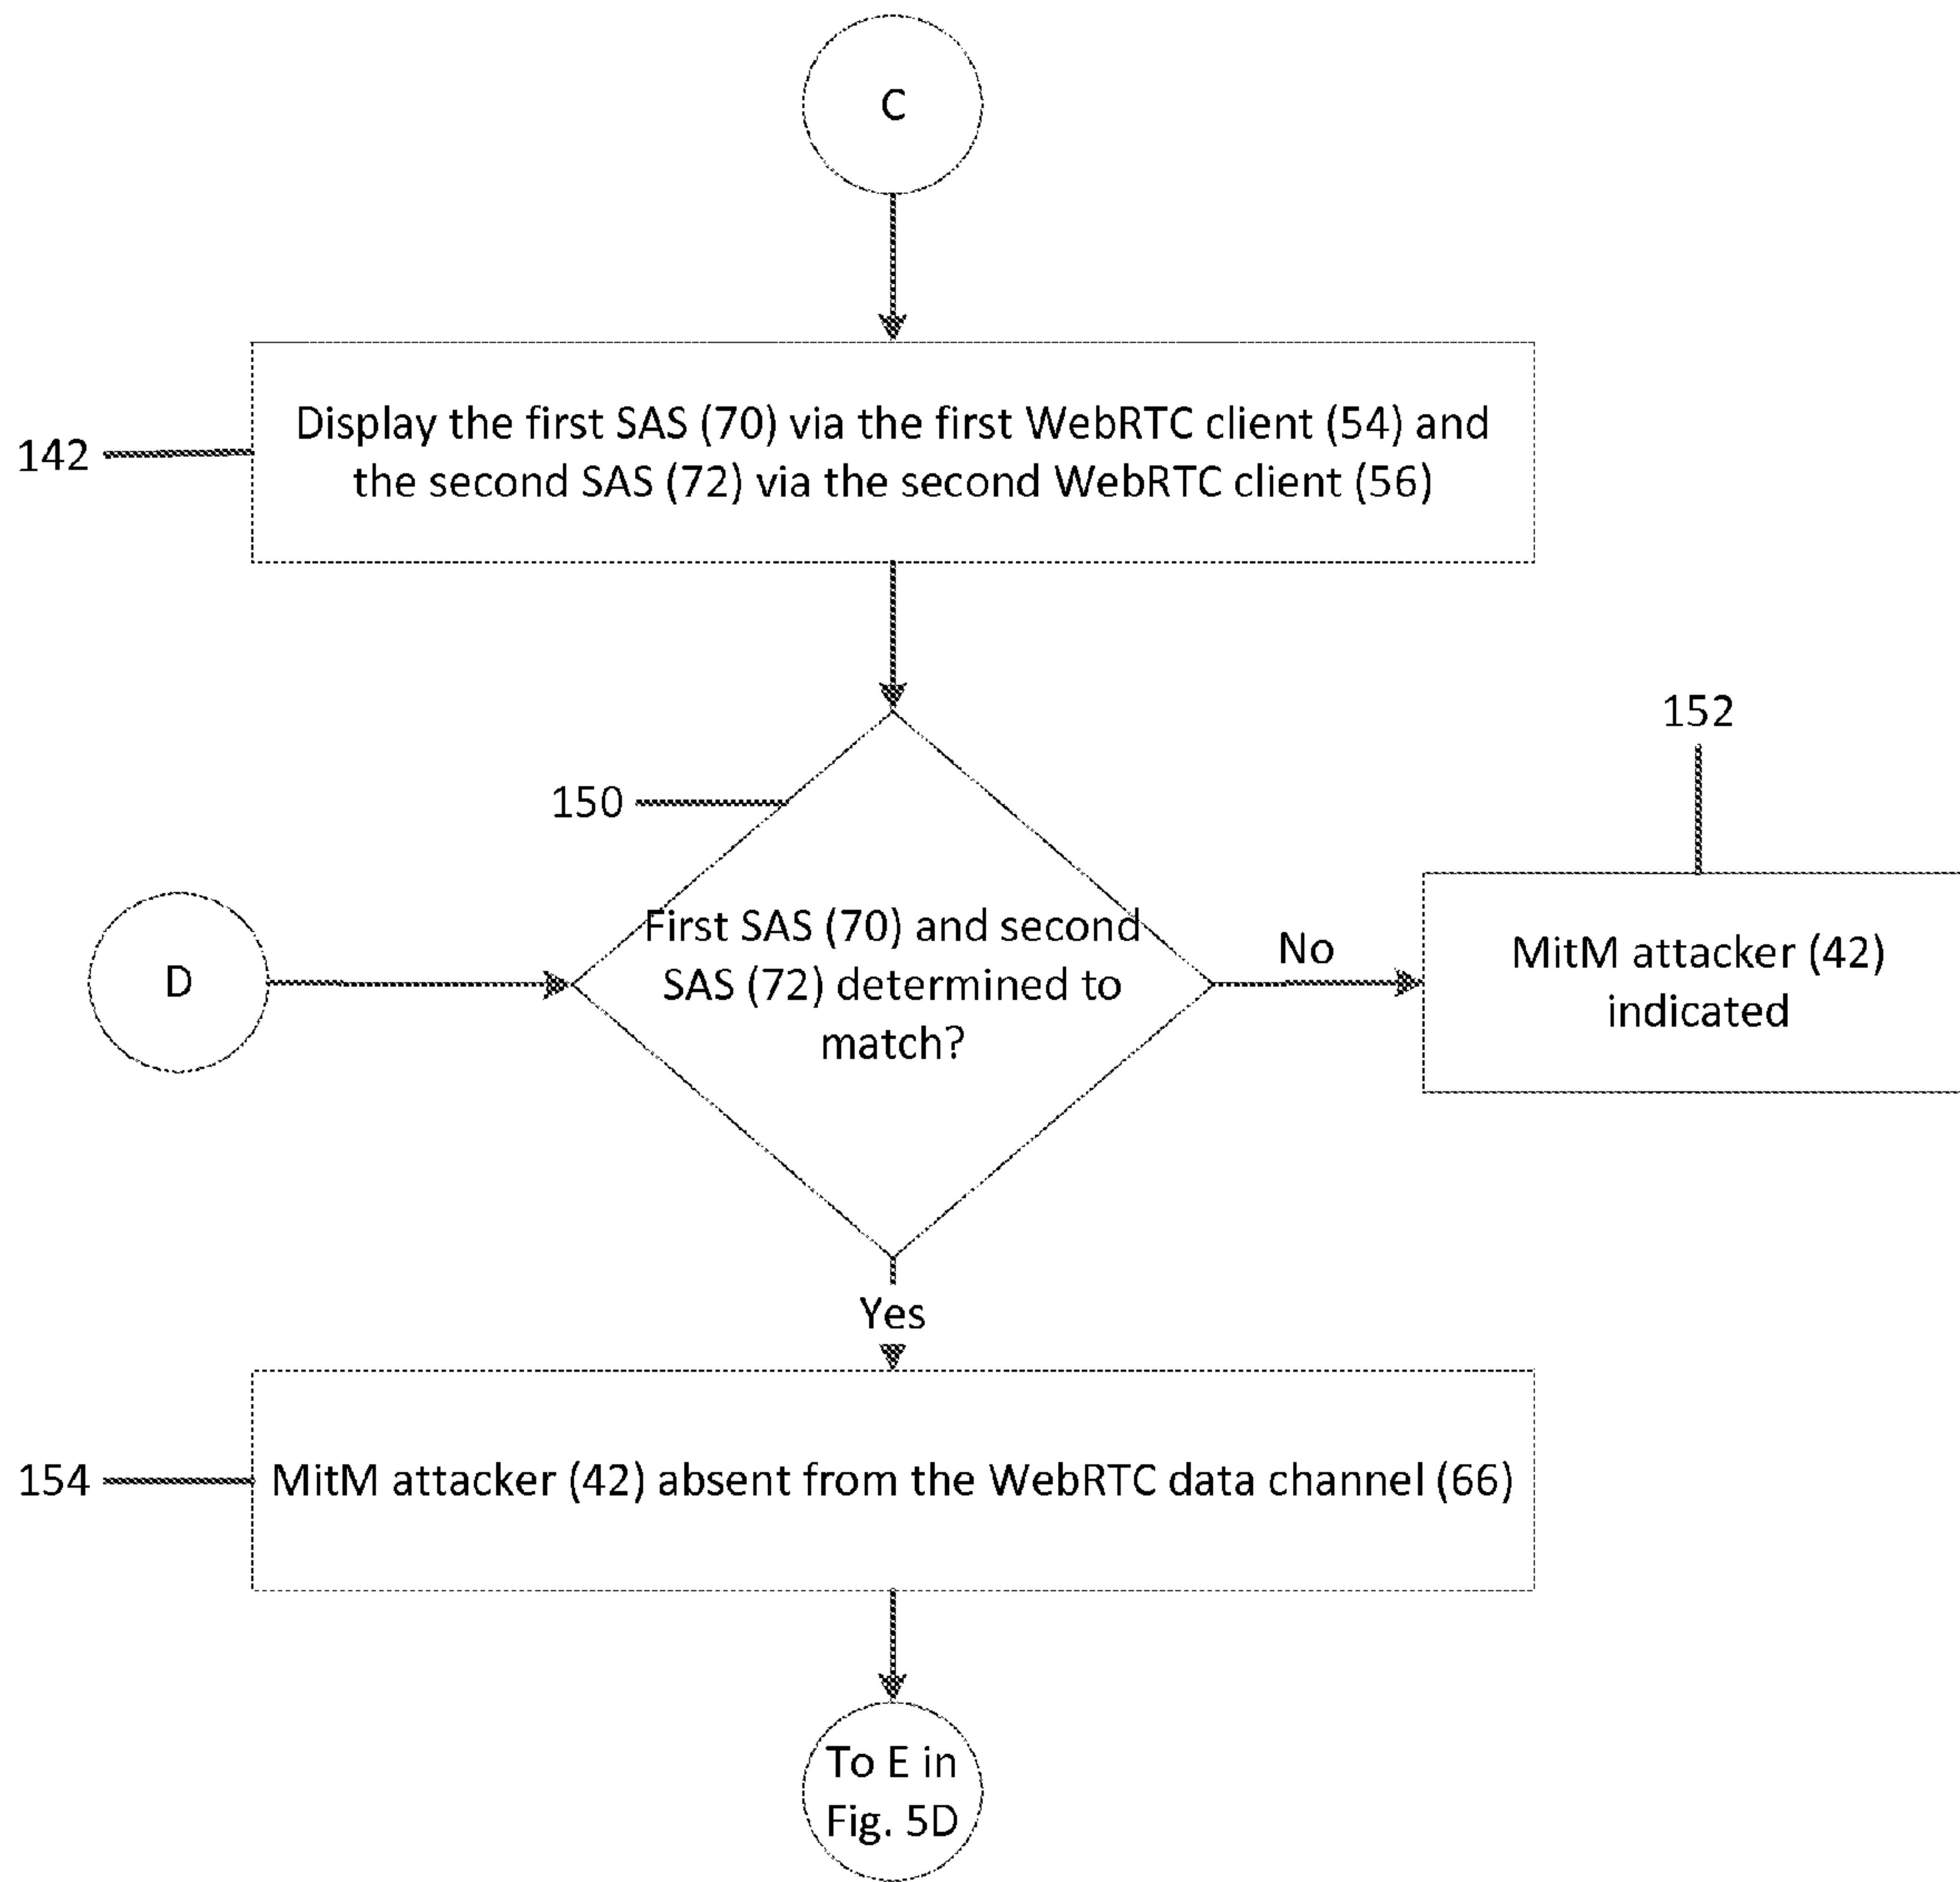 C
142
Display the first SAS (70) via the first WebRTC client (54) and
the second SAS (72) via the second WebRTC client (56)
152
150
D
First SAS (70) and second
SAS (72) determined to
match?
No
MitM attacker (42)
indicated
Yes
154
MitM attacker (42) absent from the WebRTC data channel (66)
To E in
Fig. 5D